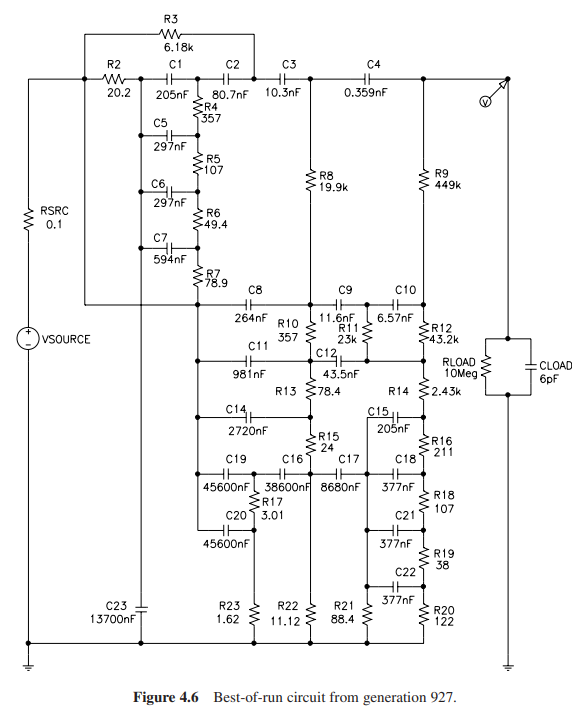 R3
6.18k
R2
C1
C2
C3
C4
20.2
205nF
80.7nF
10.3nF
0.359nF
R4
357
V
C5
297nF
R5
107
C6
297nF
R8
19.9k
R9
449k
RSRC
0.1
R6
49.4
C7
594nF
R7
78.9
C8
264nF
C9
11.6nF
C10
6.57nF
VSOURCE
R10
357
R11
23k
R12
43.2k
C11
981nF
C12
43.5nF
RLOAD
10Meg
CLOAD
6pF
R13
78.4
R14
2.43k
C14
2720nF
C15
205nF
R15
24
R16
211
C19
45600nF
C16
38600nF
C17
8680nF
C18
377nF
R17
3.01
R18
107
C20
45600nF
C21
377nF
R19
38
C22
377nF
C23
13700nF
R23
1.62
R22
11.12
R21
88.4
R20
122
Figure 4.6 Best-of-run circuit from generation 927.